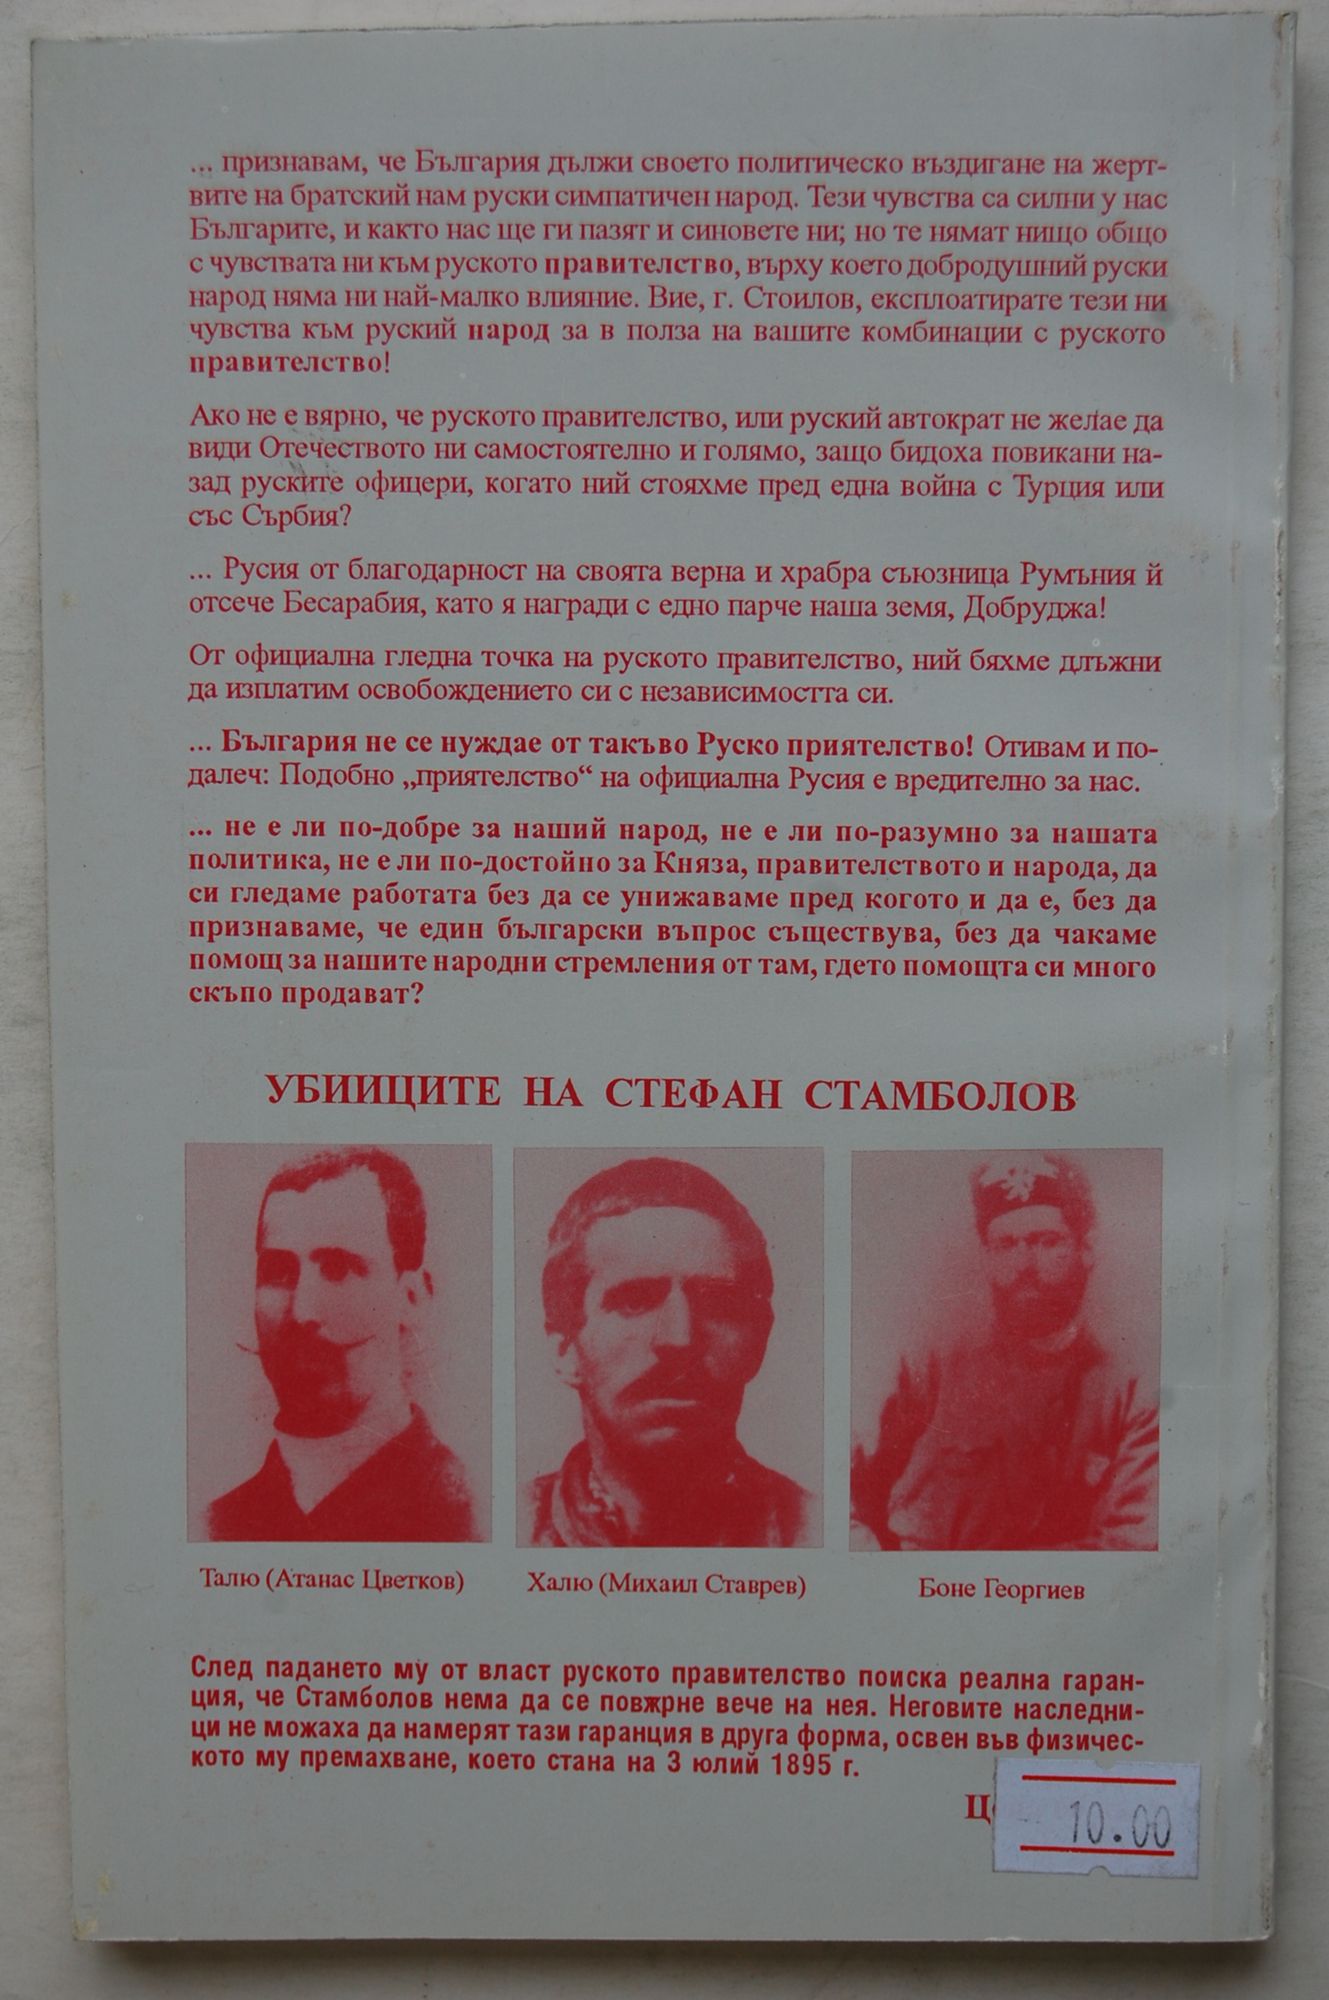 ... признавам, че България дължи своето политическо въздигане на жерт-
вите на братский нам руски симпатичен народ. Тези чувства са силни у нас
Българите, и както нас ще ги пазят и синовете ни; но те нямат нищо общо
с чувствата ни към руското правителство, върху което добродушний руски
народ няма ни най-малко влияние. Вие, г. Стоилов, експлоатирате тези ни
чувства към руский народ за в полза на вашите комбинации с руското
правителство!
Ако не е вярно, че руското правителство, или руский автократ не желае да
види Отечеството ни самостоятелно и голямо, защо бидоха повикани на-
зад руските офицери, когато ний стояхме пред една война с Турция или
със Сърбия?
... Русия от благодарност на своята верна и храбра съюзница Румъния й
отсече Бесарабия, като я награди с едно парче наша земя, Добруджа!
От официална гледна точка на руското правителство, ний бяхме длъжни
да изплатим освобождението си с независимостта си.
... България не се нуждае от такъво Руско приятелство! Отивам и по-
далеч: Подобно „приятелство“ на официална Русия е вредително за нас.
... не е ли по-добре за наший народ, не е ли по-разумно за нашата
политика, не е ли по-достойно за Княза, правителството и народа, да
си гледаме работата без да се унижаваме пред когото и да е, без да
признаваме, че един български въпрос съществува, без да чакаме
помощ за нашите народни стремления от там, гдето помощта си много
скъпо продават?
УБИИЦИТЕ НА СТЕФАН СТАМБОЛОВ
Талю (Атанас Цветков)
Халю (Михаил Ставрев)
Боне Георгиев
След падането му от власт руското правителство поиска реална гаран-
ция, че Стамболов нема да се повѫрне вече на нея. Неговите наследни-
ци не можаха да намерят тази гаранция в друга форма, освен във физичес-
кото му премахване, което стана на 3 юлий 1895 г.
10.00